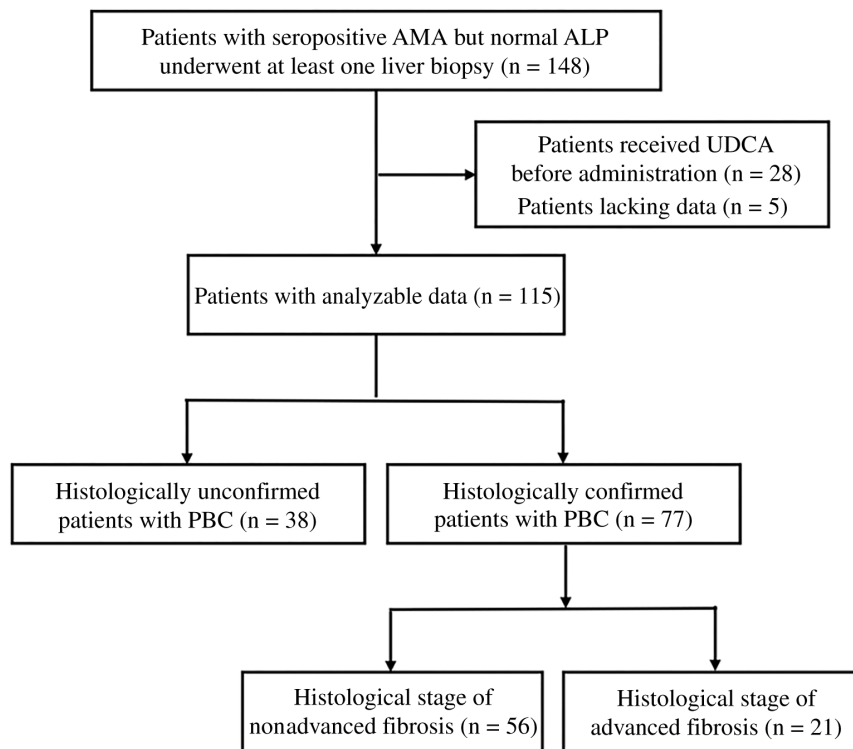 Patients with seropositive AMA but normal ALP
underwent at least one liver biopsy (n = 148)
Patients received UDCA
before administration (n = 28)
Patients lacking data (n = 5)
Patients with analyzable data (n = 115)
Histologically unconfirmed
patients with PBC (n = 38)
Histologically confirmed
patients with PBC (n = 77)
Histological stage of
nonadvanced fibrosis (n = 56)
Histological stage of
advanced fibrosis (n = 21)